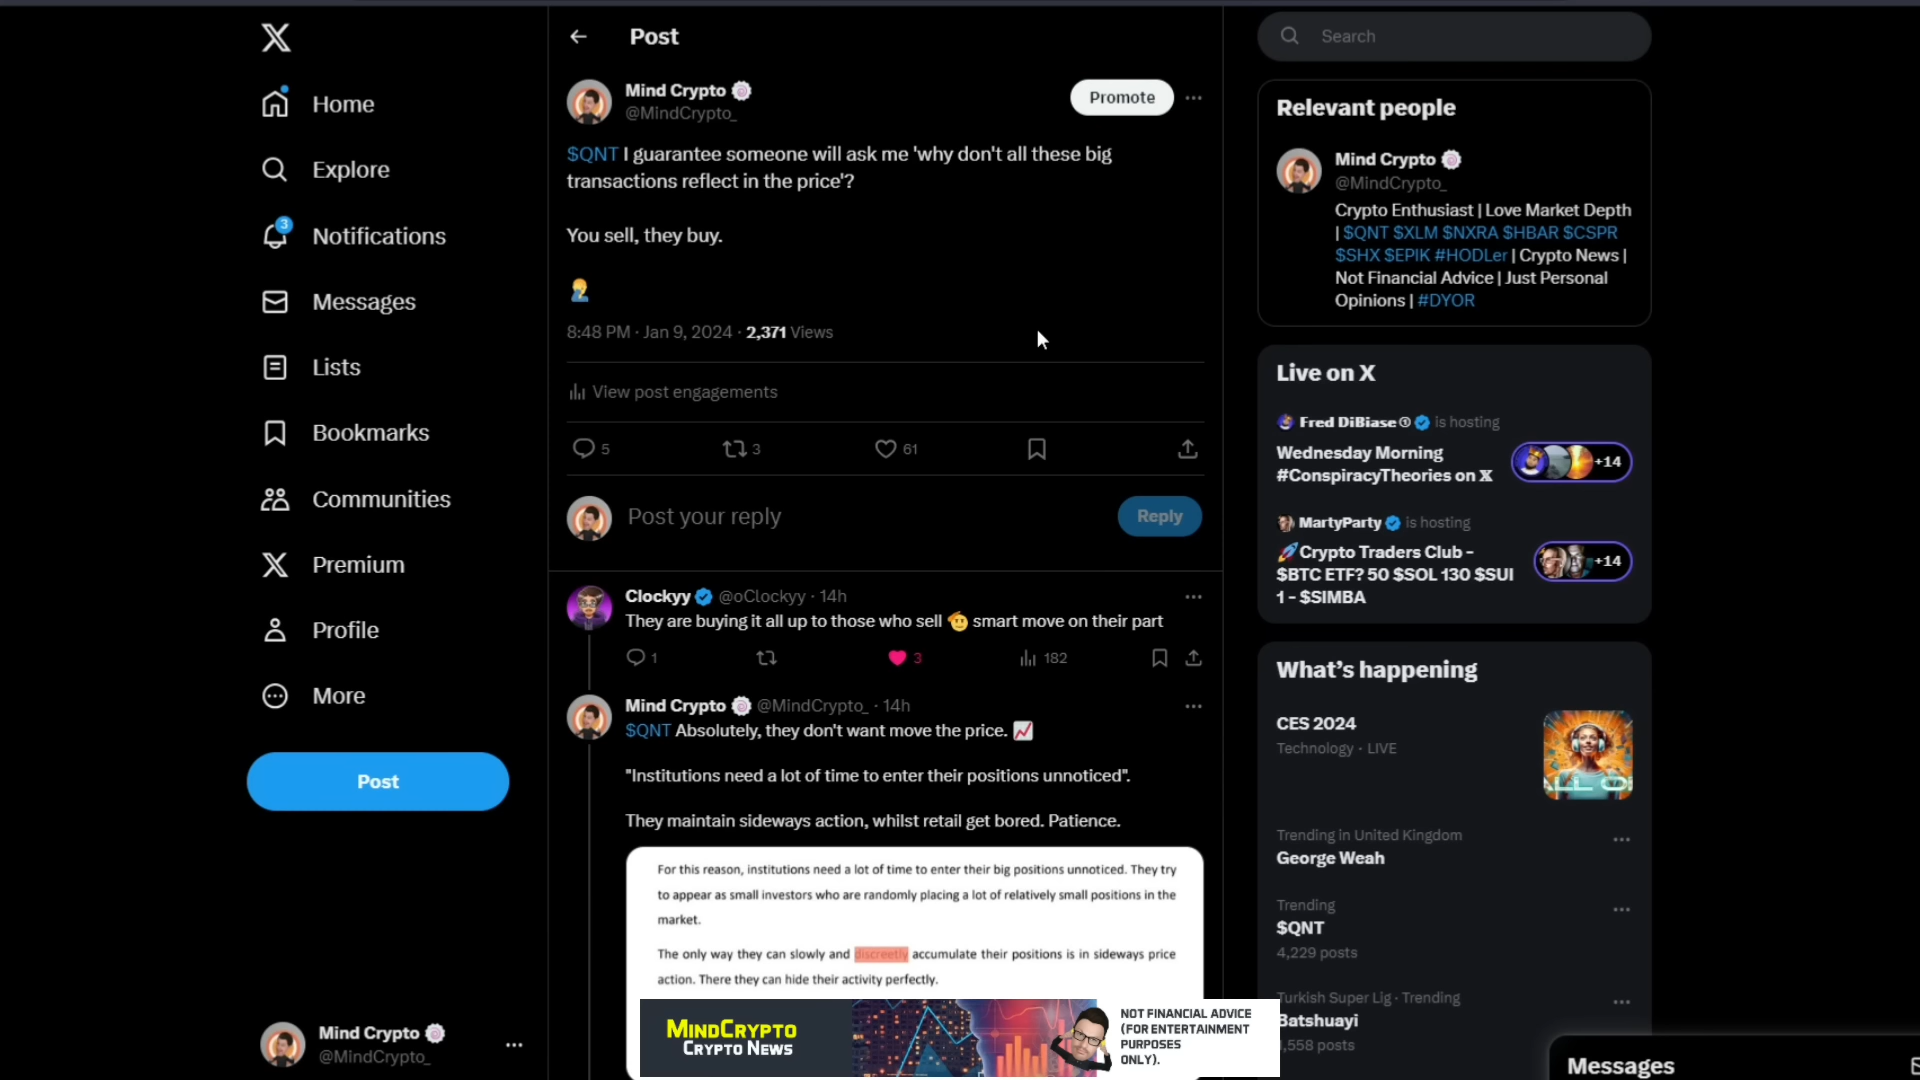 Home
Explore
3
Notifications
Messages
Lists
Bookmarks
Communities
Premium
Profile
More
Post
Mind Crypto
@MindCrypto_
Post
Mind Crypto
@MindCrypto_
Promote
$QNT I guarantee someone will ask me 'why don't all these big
transactions reflect in the price'?
You sell, they buy.
8:48 PM · Jan 9, 2024 · 2,371 Views
View post engagements
5
3
61
Post your reply
Reply
Clockyy @oClockyy · 14h
They are buying it all up to those who sell smart move on their part
1
3
182
Mind Crypto @MindCrypto_ · 14h
$QNT Absolutely, they don't want move the price.
"Institutions need a lot of time to enter their positions unnoticed".
They maintain sideways action, whilst retail get bored. Patience.
For this reason, institutions need a lot of time to enter their big positions unnoticed. They try
to appear as small investors who are randomly placing a lot of relatively small positions in the
market.
The only way they can slowly and discreetly accumulate their positions is in sideways price
action. There they can hide their activity perfectly.
MINDCRYPTO
CRYPTO NEWS
NOT FINANCIAL ADVICE
(FOR ENTERTAINMENT
PURPOSES
ONLY).
Search
Relevant people
Mind Crypto
@MindCrypto_
Crypto Enthusiast | Love Market Depth
| $QNT $XLM $NXRA $HBAR $CSPR
$SHX $EPIK #HODLer | Crypto News |
Not Financial Advice | Just Personal
Opinions | #DYOR
Live on X
Fred DiBiase® is hosting
Wednesday Morning
#ConspiracyTheories on X
+14
MartyParty is hosting
Crypto Traders Club -
$BTC ETF? 50 $SOL 130 $SUI
1 - $SIMBA
+14
What's happening
CES 2024
Technology · LIVE
Trending in United Kingdom
George Weah
Trending
$QNT
4,229 posts
Turkish Super Lig · Trending
Batshuayi
,558 posts
Messages